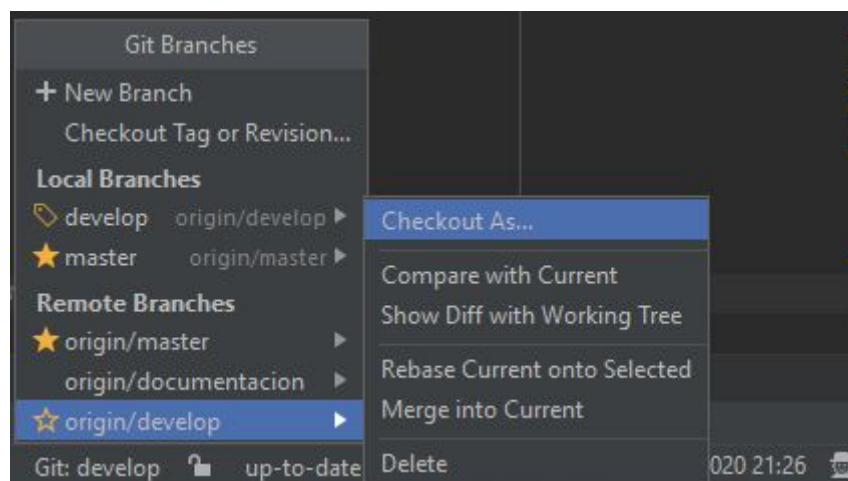 Git Branches
+ New Branch
Checkout Tag or Revision...
Local Branches
develop origin/develop
master origin/master
Remote Branches
origin/master
origin/documentacion
origin/develop
Checkout As...
Compare with Current
Show Diff with Working Tree
Rebase Current onto Selected
Merge into Current
Delete
Git: develop up-to-date
020 21:26